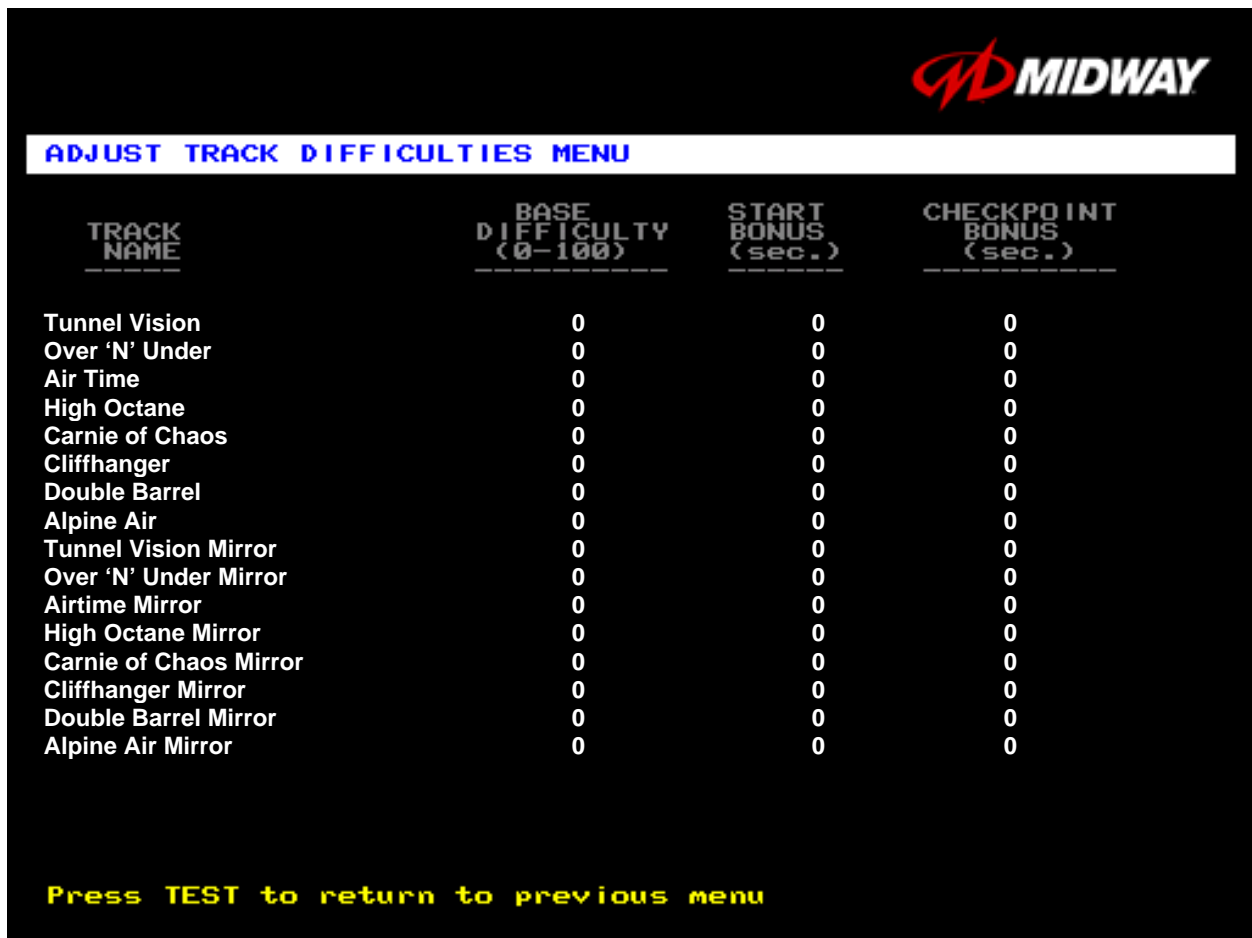 MIDWAY
ADJUST TRACK DIFFICULTIES MENU
TRACK NAME
BASE DIFFICULTY (0-100)
START BONUS (sec.)
CHECKPOINT BONUS (sec.)
Tunnel Vision 0 0 0
Over ‘N’ Under 0 0 0
Air Time 0 0 0
High Octane 0 0 0
Carnie of Chaos 0 0 0
Cliffhanger 0 0 0
Double Barrel 0 0 0
Alpine Air 0 0 0
Tunnel Vision Mirror 0 0 0
Over ‘N’ Under Mirror 0 0 0
Airtime Mirror 0 0 0
High Octane Mirror 0 0 0
Carnie of Chaos Mirror 0 0 0
Cliffhanger Mirror 0 0 0
Double Barrel Mirror 0 0 0
Alpine Air Mirror 0 0 0
Press TEST to return to previous menu